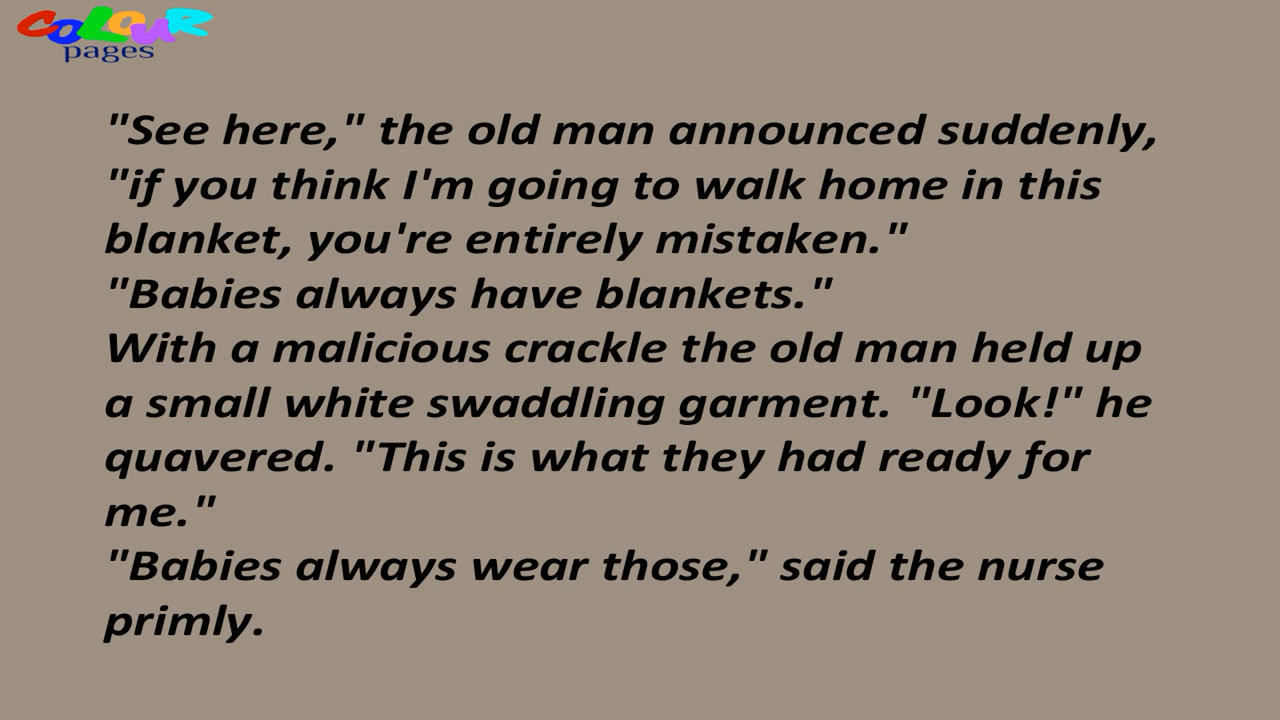 COLOUR
pages
"See here," the old man announced suddenly,
"if you think I'm going to walk home in this
blanket, you're entirely mistaken."
"Babies always have blankets."
With a malicious crackle the old man held up
a small white swaddling garment. "Look!" he
quavered. "This is what they had ready for
me."
"Babies always wear those," said the nurse
primly.